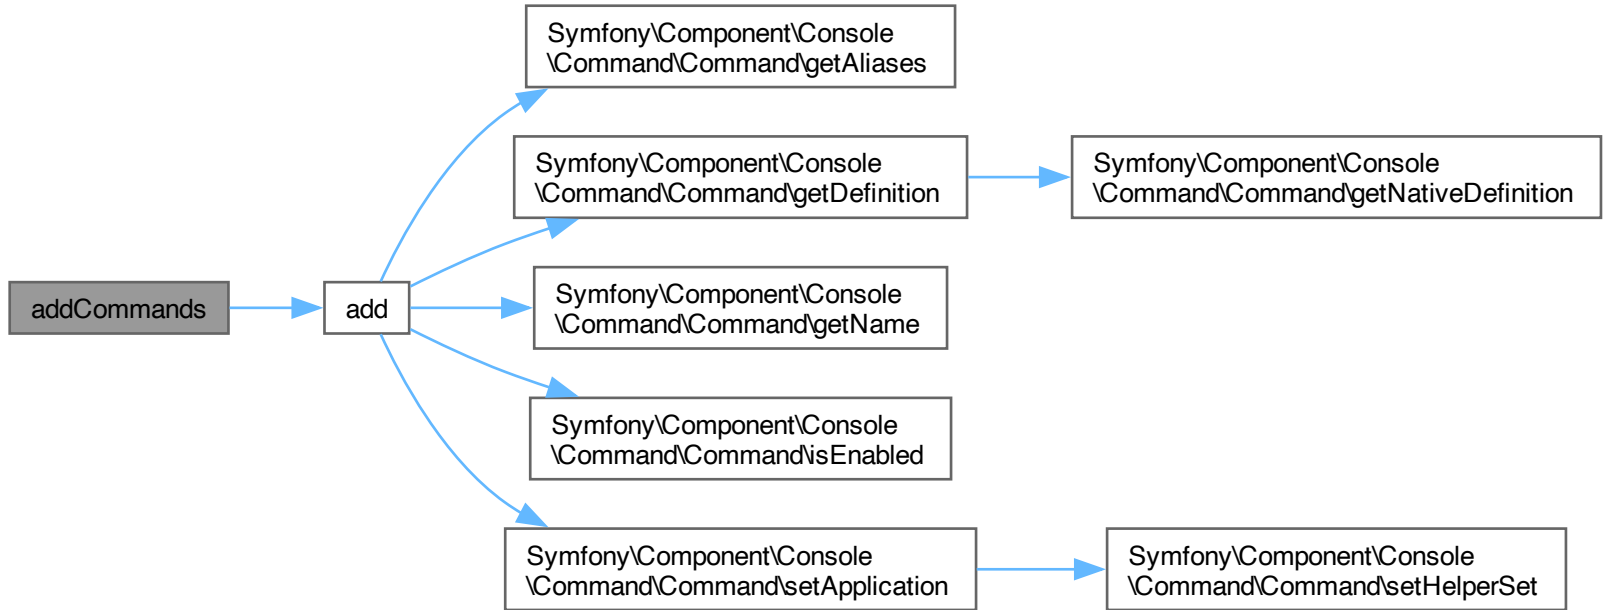 addCommands
add
Symfony\Component\Console
\Command\Command\getAliases
Symfony\Component\Console
\Command\Command\getDefinition
Symfony\Component\Console
\Command\Command\getNativeDefinition
Symfony\Component\Console
\Command\Command\getName
Symfony\Component\Console
\Command\Command\isEnabled
Symfony\Component\Console
\Command\Command\setApplication
Symfony\Component\Console
\Command\Command\setHelperSet